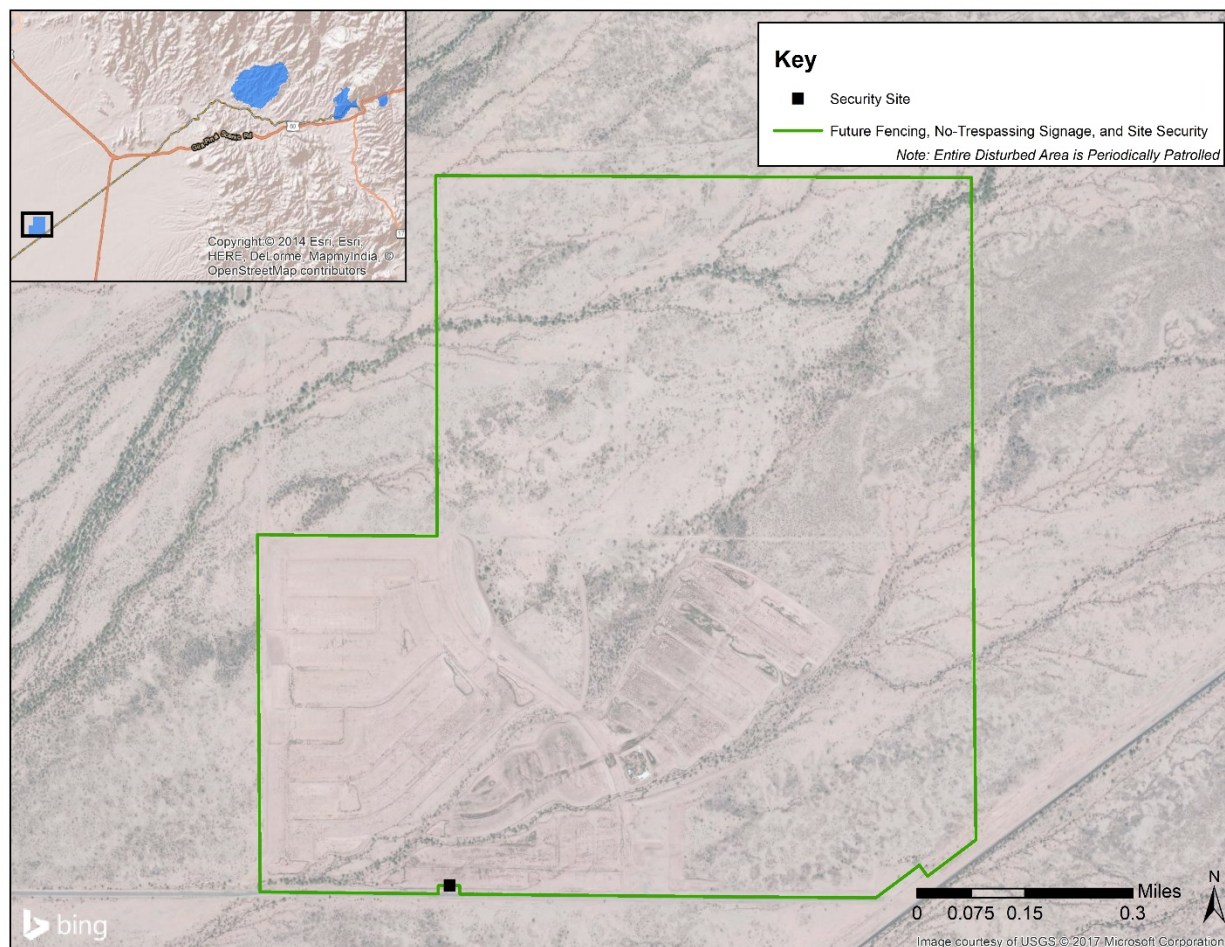 60
Copyright:© 2014 Esri, Esri,
HERE, DeLorme, MapmyIndia, ©
OpenStreetMap contributors
Key
Security Site
Future Fencing, No-Trespassing Signage, and Site Security
Note: Entire Disturbed Area is Periodically Patrolled
bing
N
Miles
0 0.075 0.15 0.3
Image courtesy of USGS © 2017 Microsoft Corporation